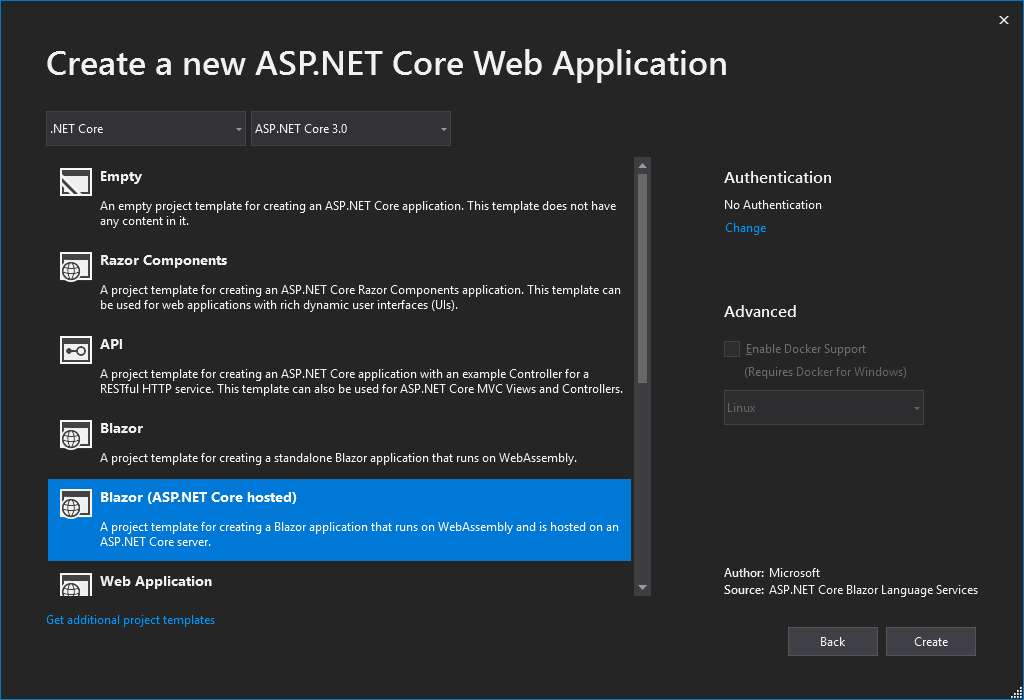 Create a new ASP.NET Core Web Application
.NET Core
ASP.NET Core 3.0
Empty
An empty project template for creating an ASP.NET Core application. This template does not have
any content in it.
Razor Components
A project template for creating an ASP.NET Core Razor Components application. This template can
be used for web applications with rich dynamic user interfaces (UIs).
API
A project template for creating an ASP.NET Core application with an example Controller for a
RESTful HTTP service. This template can also be used for ASP.NET Core MVC Views and Controllers.
Blazor
A project template for creating a standalone Blazor application that runs on WebAssembly.
Blazor (ASP.NET Core hosted)
A project template for creating a Blazor application that runs on WebAssembly and is hosted on an
ASP.NET Core server.
Web Application
Get additional project templates
Authentication
No Authentication
Change
Advanced
Enable Docker Support
(Requires Docker for Windows)
Linux
Author: Microsoft
Source: ASP.NET Core Blazor Language Services
Back
Create